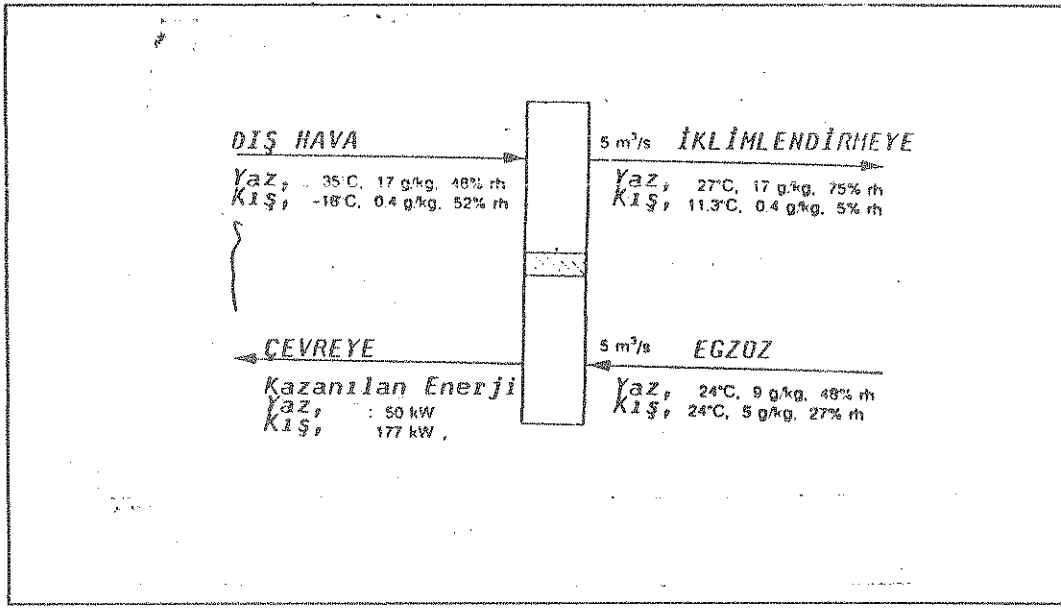 DIŞ HAVA
Yaz, 35°C, 17 g/kg, 48% rh
Kış, -18°C, 0.4 g/kg, 52% rh
5 m³/s İKLİMLENDİRMEYE
Yaz, 27°C, 17 g/kg, 75% rh
Kış, 11.3°C, 0.4 g/kg, 5% rh
ÇEVREYE
Kazanılan Enerji
Yaz, : 50 kW
Kış, 177 kW,
5 m³/s EGZOZ
Yaz, 24°C, 9 g/kg, 48% rh
Kış, 24°C, 5 g/kg, 27% rh